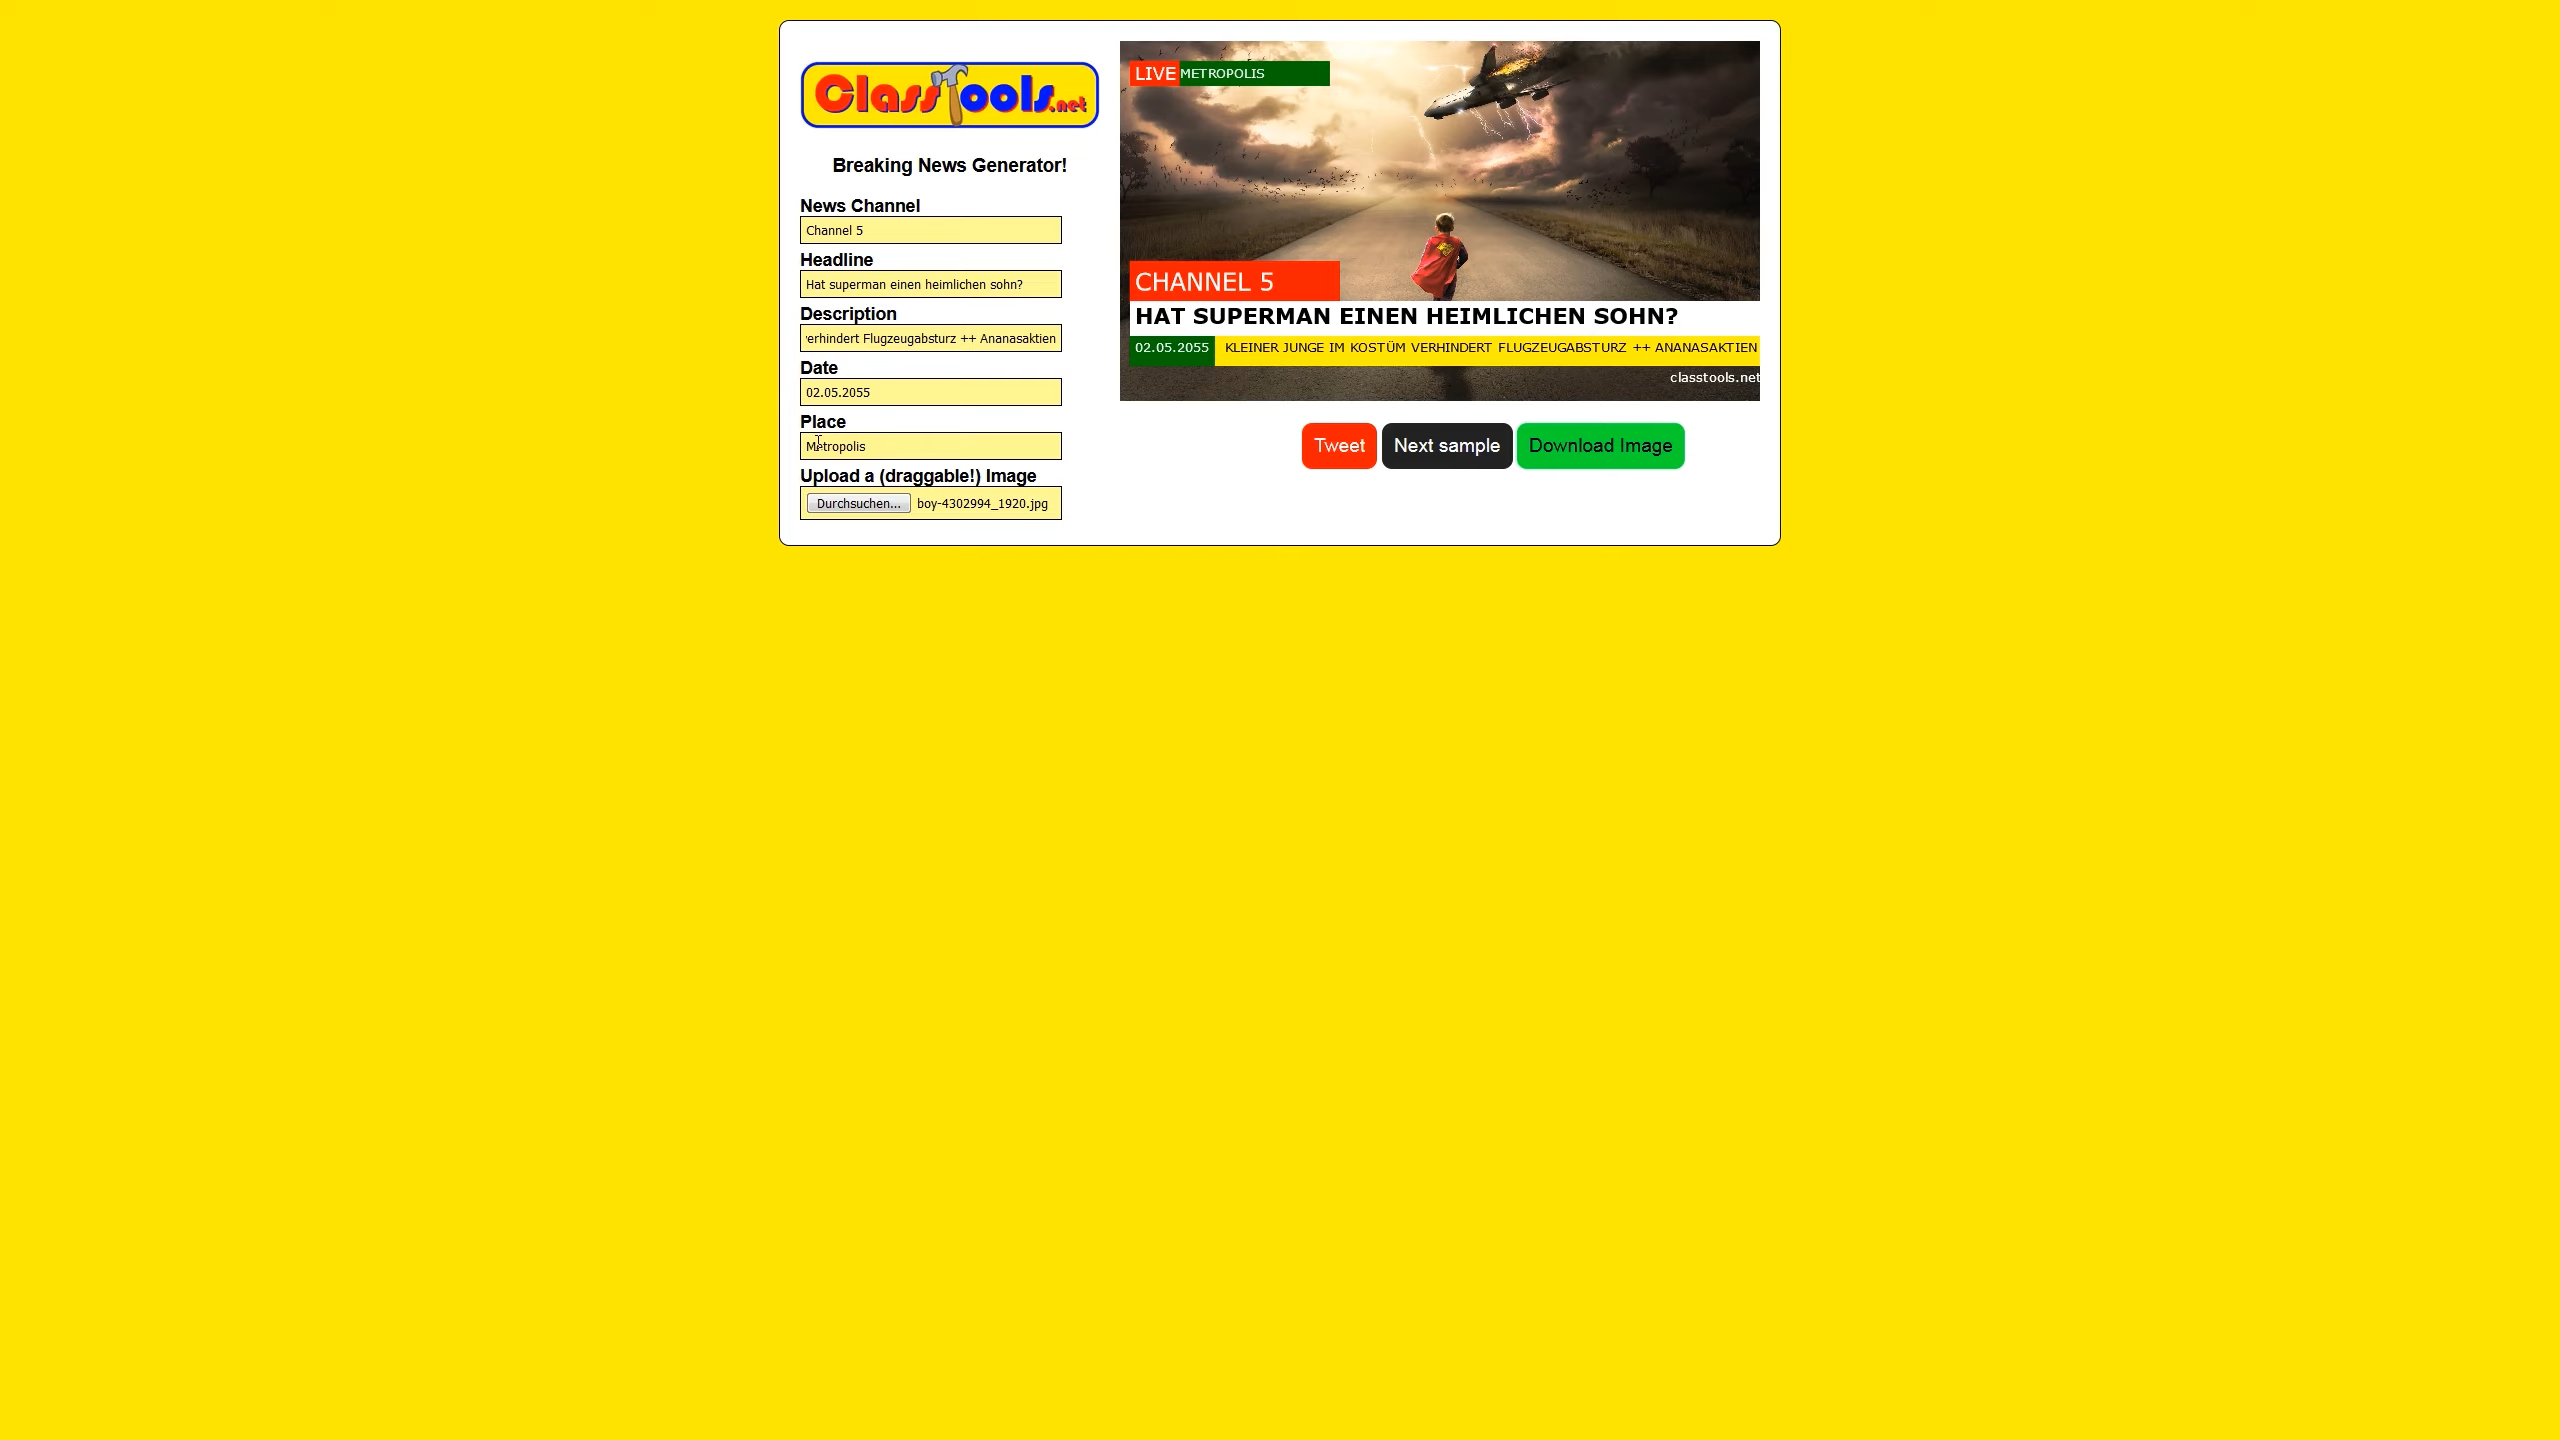 ClassTools.net
Breaking News Generator!
News Channel
Channel 5
Headline
Hat superman einen heimlichen sohn?
Description
verhindert Flugzeugabsturz ++ Ananasaktien
Date
02.05.2055
Place
Metropolis
Upload a (draggable!) Image
Durchsuchen... boy-4302994_1920.jpg
LIVE METROPOLIS
CHANNEL 5
HAT SUPERMAN EINEN HEIMLICHEN SOHN?
02.05.2055 KLEINER JUNGE IM KOSTÜM VERHINDERT FLUGZEUGABSTURZ ++ ANANASAKTIEN
classtools.net
Tweet Next sample Download Image